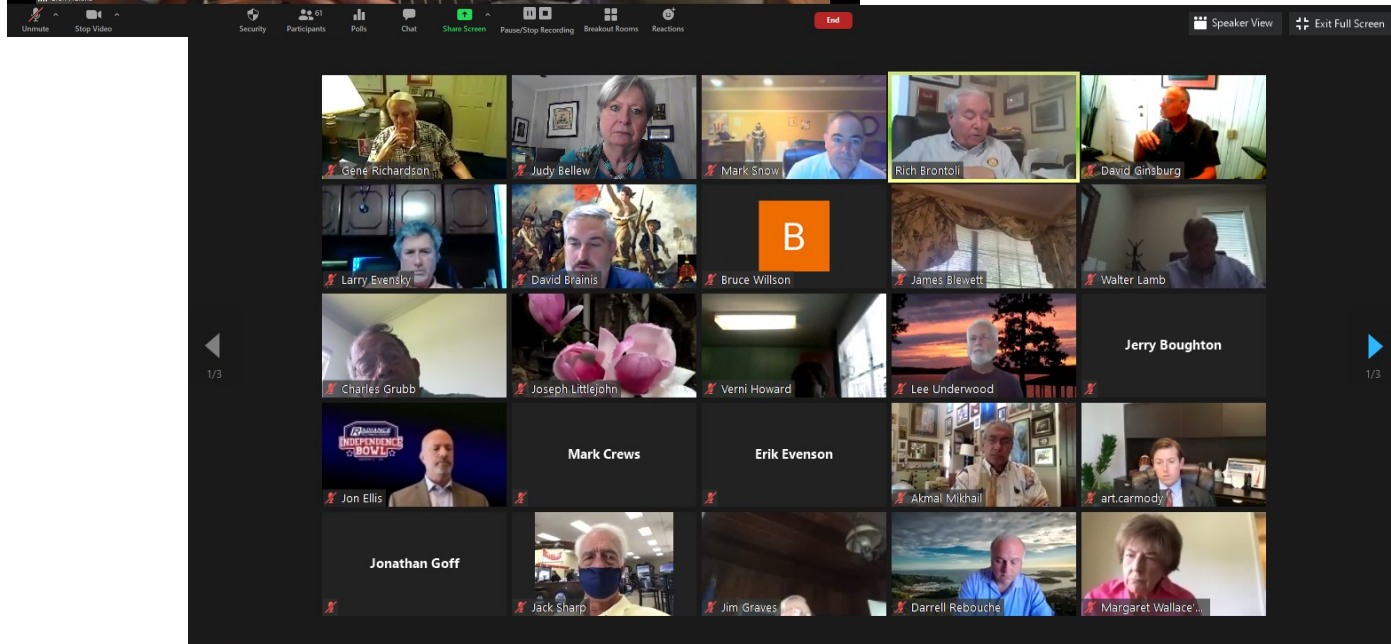 61
Unmute
Stop Video
Security
Participants
Polls
Chat
Share Screen
Pause/Stop Recording
Breakout Rooms
Reactions
End
Speaker View
Exit Full Screen
Gene Richardson
Judy Bellew
Mark Snow
Rich Brontoli
David Ginsburg
Larry Evensky
David Brainis
B
Bruce Willson
James Blewett
Walter Lamb
1/3
Charles Grubb
Joseph Littlejohn
Verni Howard
Lee Underwood
Jerry Boughton
1/3
RADIANCE
INDEPENDENCE
BOWL
Jon Ellis
Mark Crews
Erik Evenson
Akmal Mikhail
art.carmody
Jonathan Goff
Jack Sharp
Jim Graves
Darrell Rebouche
Margaret Wallace'...